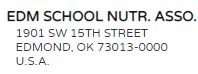 EDM SCHOOL NUTR. ASSO.
1901 SW 15TH STREET
EDMOND, OK 73013-0000
U.S.A.